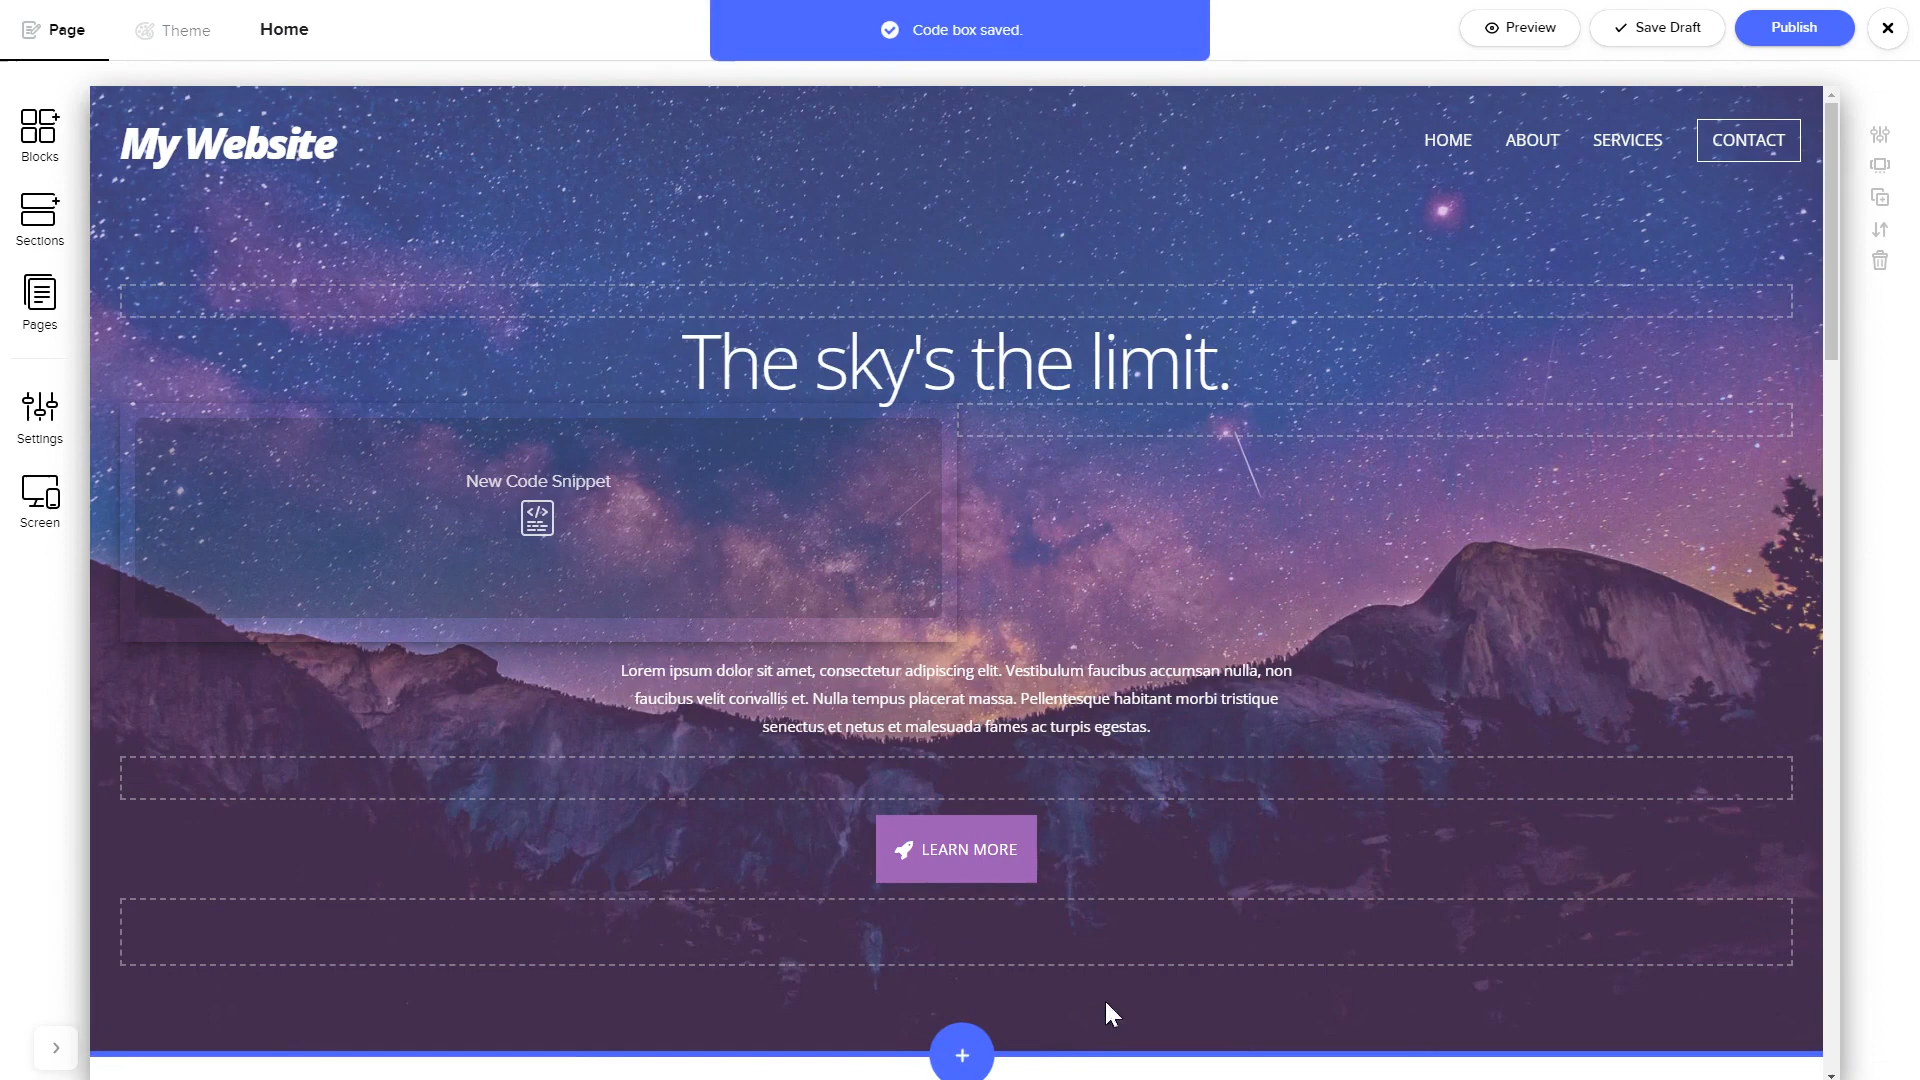 Page
Theme
Home
Code box saved.
Preview
Save Draft
Publish
Blocks
Sections
Pages
Settings
Screen
My Website
HOME
ABOUT
SERVICES
CONTACT
The sky's the limit.
New Code Snippet
Lorem ipsum dolor sit amet, consectetur adipiscing elit. Vestibulum faucibus accumsan nulla, non
faucibus velit convallis et. Nulla tempus placerat massa. Pellentesque habitant morbi tristique
senectus et netus et malesuada fames ac turpis egestas.
LEARN MORE